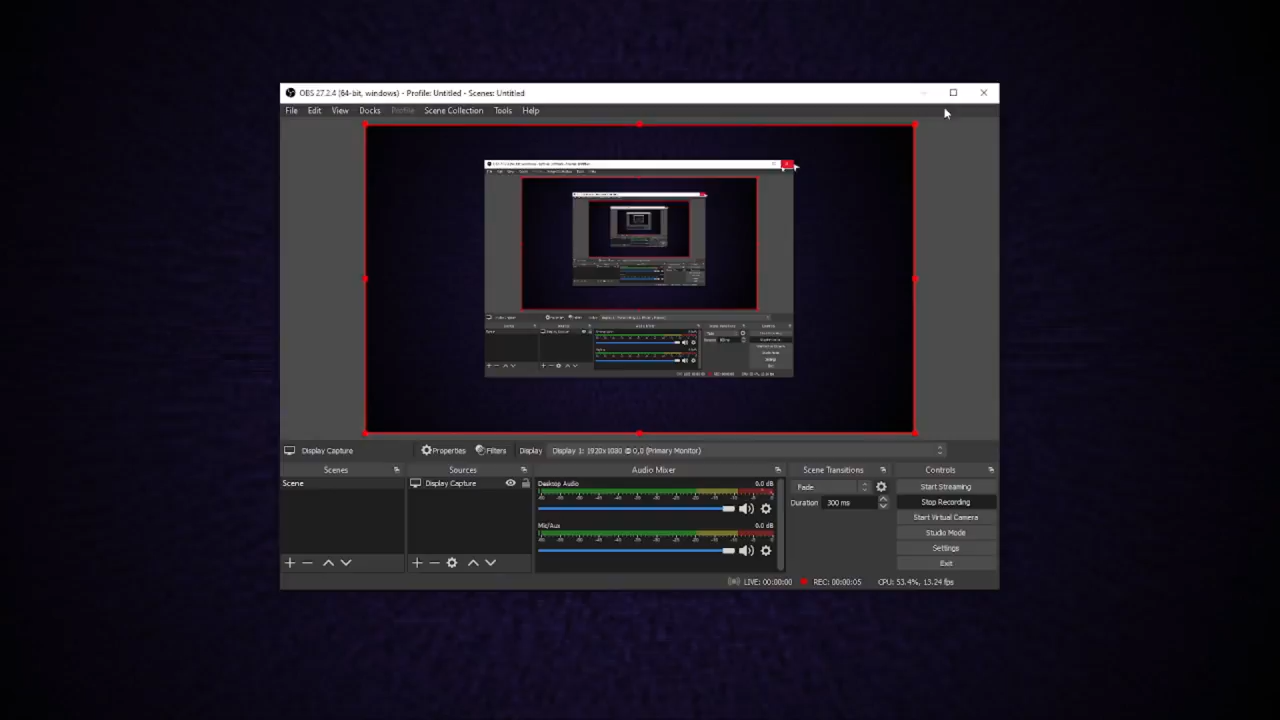 OBS 27.2.4 (64-bit, windows) - Profile: Untitled - Scenes: Untitled
File Edit View Docks Profile Scene Collection Tools Help
Display Capture Properties Filters Display Display 1: 1920x1080 @ 0,0 (Primary Monitor)
Scenes Sources Audio Mixer Scene Transitions Controls
Scene
Display Capture
Desktop Audio 0.0 dB
Mic/Aux 0.0 dB
Fade
Duration 300 ms
Start Streaming
Stop Recording
Start Virtual Camera
Studio Mode
Settings
Exit
LIVE: 00:00:00 REC: 00:00:05 CPU: 53.4%, 13.24 fps